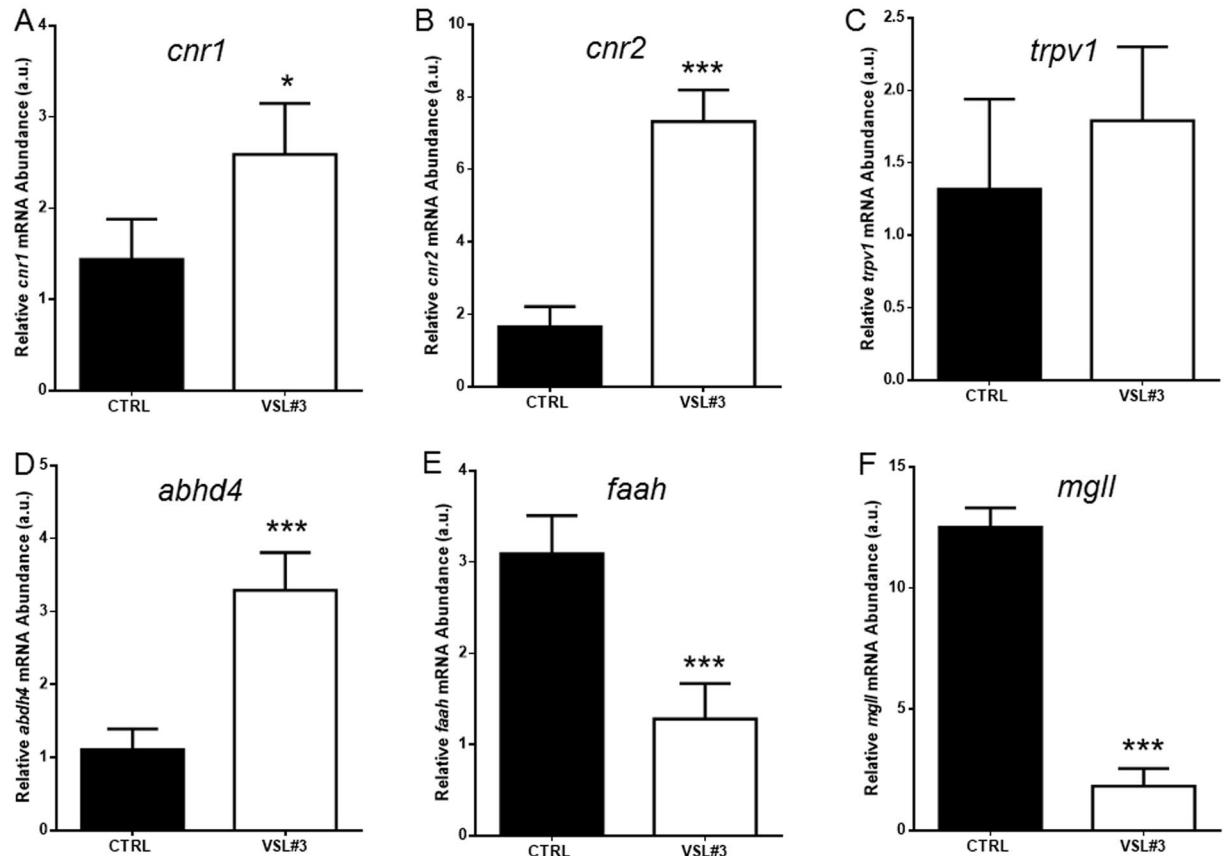 A
cnr1
Relative cnr1 mRNA Abundance (a.u.)
4
3
2
1
0
*
CTRL
VSL#3
B
cnr2
Relative cnr2 mRNA Abundance (a.u.)
10
8
6
4
2
0
***
CTRL
VSL#3
C
trpv1
Relative trpv1 mRNA Abundance (a.u.)
2.5
2.0
1.5
1.0
0.5
0.0
CTRL
VSL#3
D
abhd4
Relative abdh4 mRNA Abundance (a.u.)
5
4
3
2
1
0
***
CTRL
VSL#3
E
faah
Relative faah mRNA Abundance (a.u.)
4
3
2
1
0
***
CTRL
VSL#3
F
mgll
Relative mgll mRNA Abundance (a.u.)
15
10
5
0
***
CTRL
VSL#3